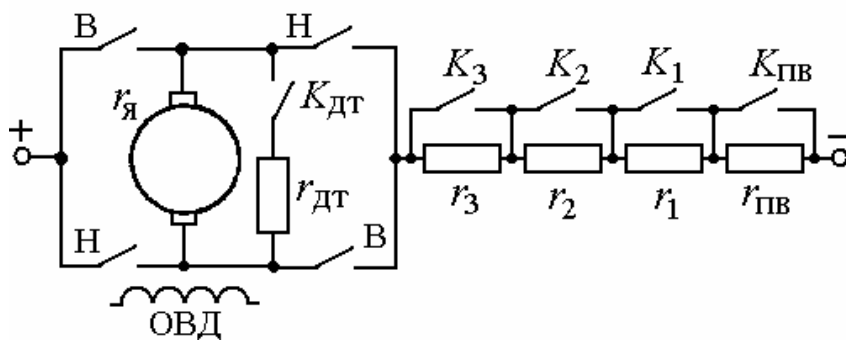 В
Н
K3
K2
K1
KПВ
rя
KДТ
+
−
rДТ
r3
r2
r1
rПВ
Н
В
ОВД